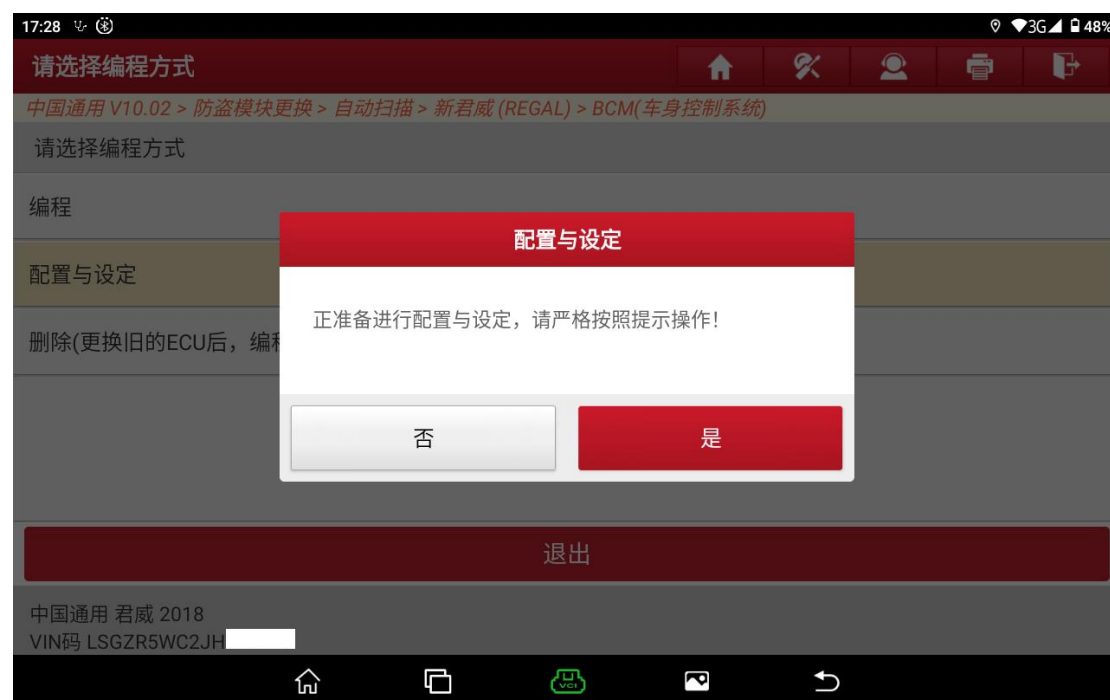 17:28
3G 48%
请选择编程方式
中国通用 V10.02 > 防盗模块更换 > 自动扫描 > 新君威 (REGAL) > BCM(车身控制系统)
请选择编程方式
编程
配置与设定
配置与设定
正准备进行配置与设定，请严格按照提示操作！
删除(更换旧的ECU后，编程
否
是
退出
中国通用 君威 2018
VIN码 LSGZR5WC2JH
VCI